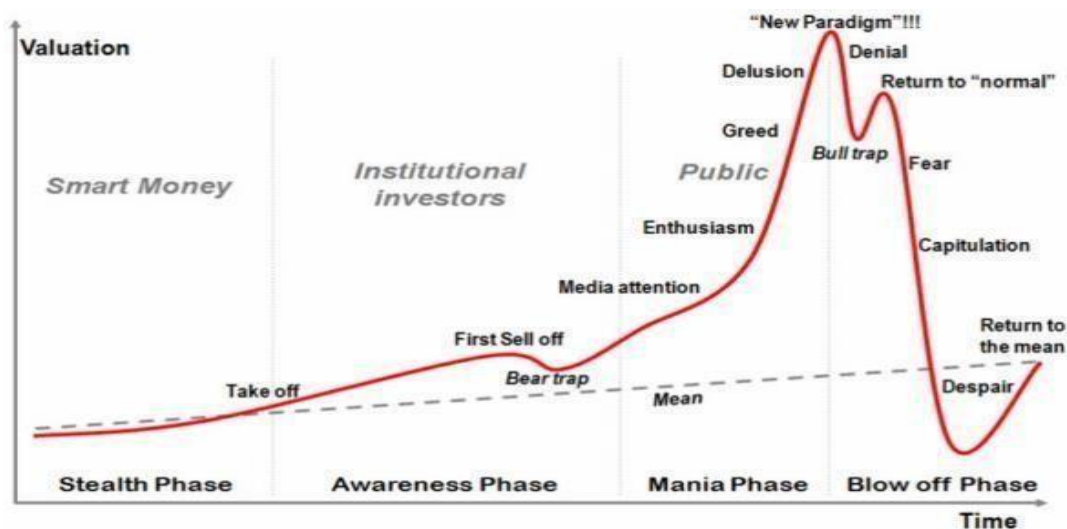 “New Paradigm”!!!
Valuation
Denial
Delusion
Return to “normal”
Greed
Bull trap
Fear
Smart Money
Institutional
investors
Public
Enthusiasm
Capitulation
Media attention
First Sell off
Return to
the mean
Bear trap
Take off
Mean
Despair
Stealth Phase
Awareness Phase
Mania Phase
Blow off Phase
Time